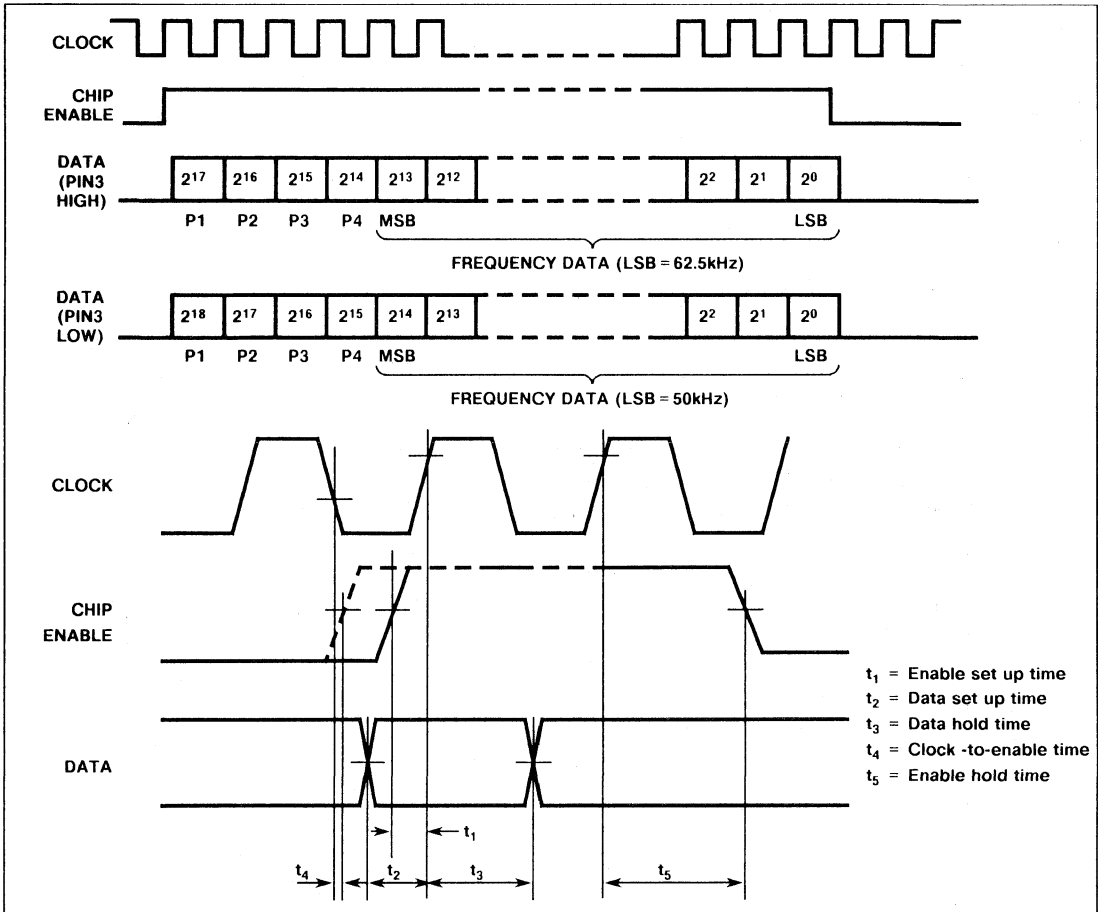 CLOCK
CHIP
ENABLE
DATA
(PIN3
HIGH)
2¹⁷ 2¹⁶ 2¹⁵ 2¹⁴ 2¹³ 2¹² 2² 2¹ 2⁰
P1 P2 P3 P4 MSB LSB
FREQUENCY DATA (LSB = 62.5kHz)
DATA
(PIN3
LOW)
2¹⁸ 2¹⁷ 2¹⁶ 2¹⁵ 2¹⁴ 2¹³ 2² 2¹ 2⁰
P1 P2 P3 P4 MSB LSB
FREQUENCY DATA (LSB = 50kHz)
CLOCK
CHIP
ENABLE
t₁ = Enable set up time
t₂ = Data set up time
t₃ = Data hold time
t₄ = Clock -to-enable time
t₅ = Enable hold time
DATA
t₁
t₄ t₂ t₃ t₅